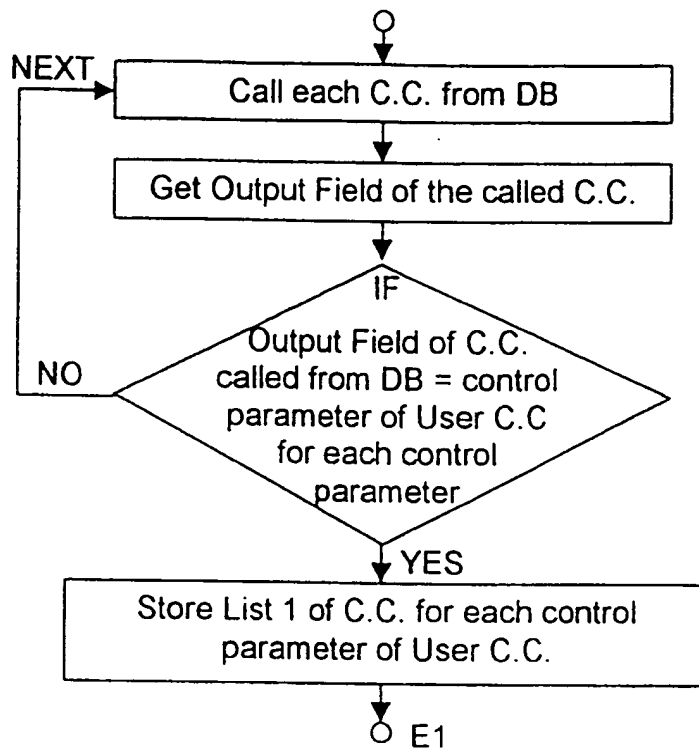 NEXT
Call each C.C. from DB
Get Output Field of the called C.C.
IF
Output Field of C.C.
called from DB = control
parameter of User C.C
for each control
parameter
NO
YES
Store List 1 of C.C. for each control
parameter of User C.C.
E1